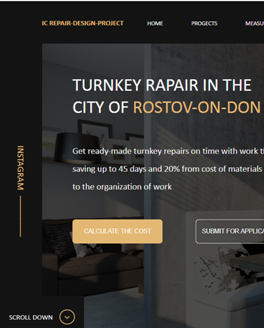 IC REPAIR-DESIGN-PROJECT HOME PROGECTS MEASU
TURNKEY RAPAIR IN THE
CITY OF ROSTOV-ON-DON
Get ready-made turnkey repairs on time with work ti
saving up to 45 days and 20% from cost of materials
to the organization of work
INSTAGRAM
CALCULATE THE COST SUBMIT FOR APPLICA
SCROLL DOWN